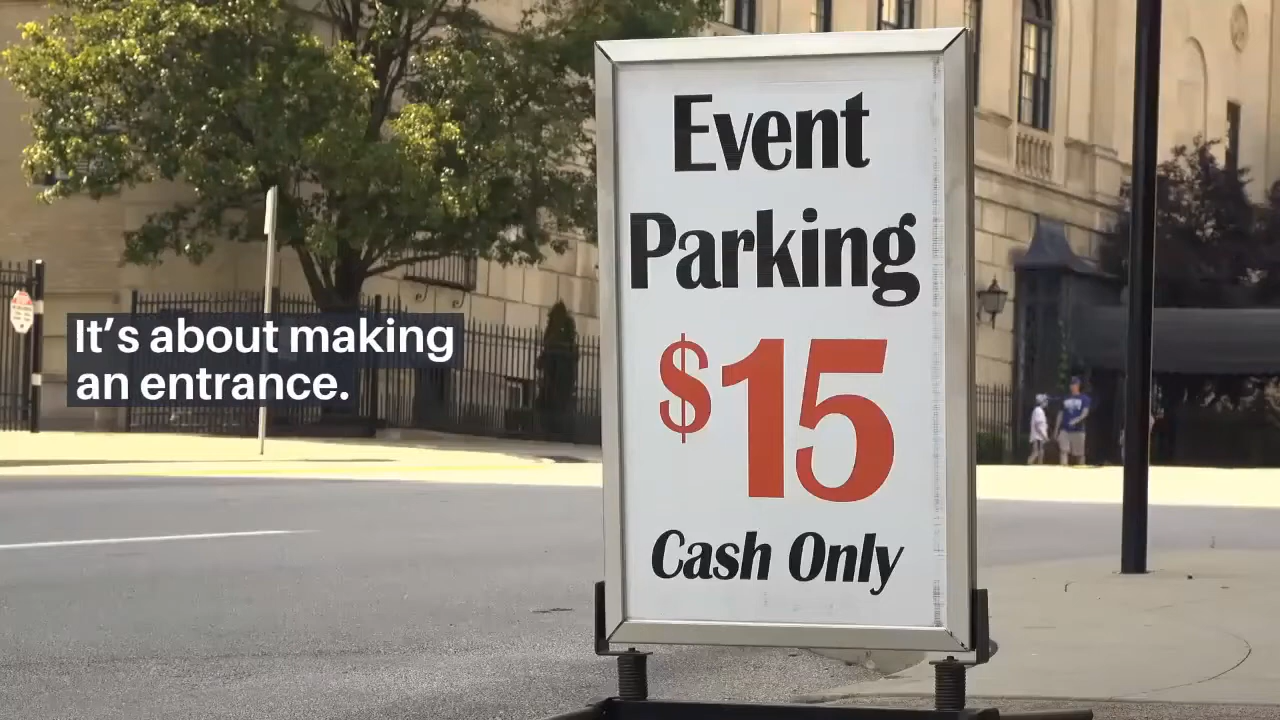 It's about making
an entrance.
Event
Parking
$15
Cash Only